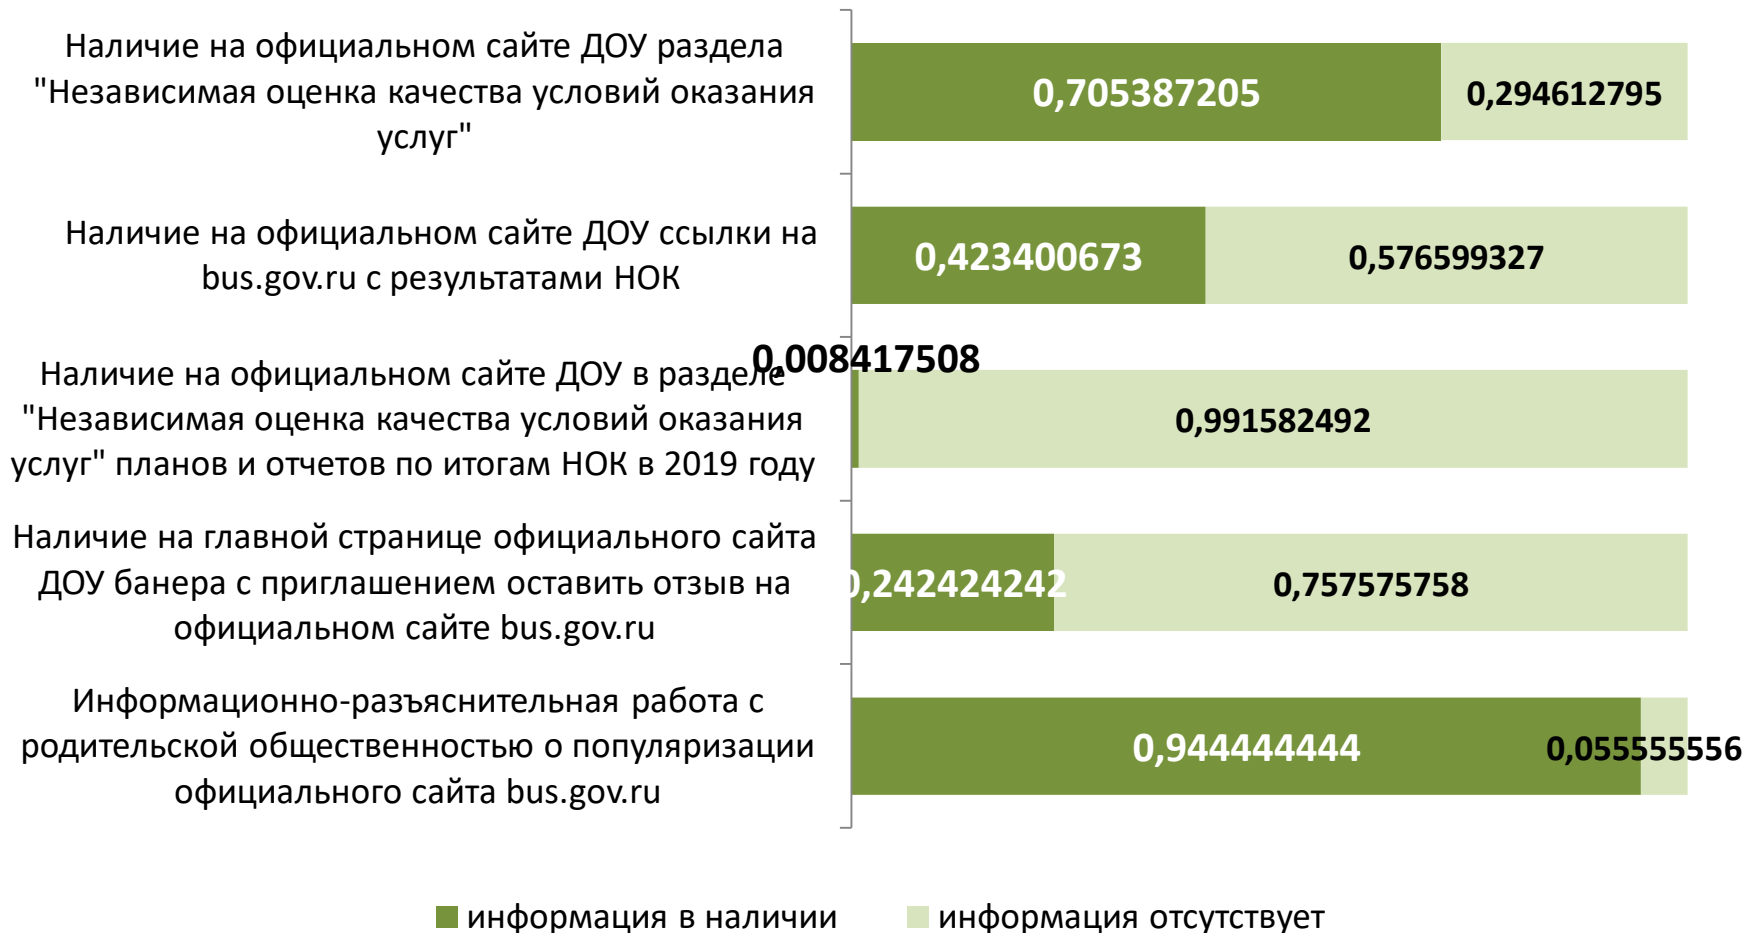 Наличие на официальном сайте ДОУ раздела
"Независимая оценка качества условий оказания
услуг"
0,705387205
0,294612795
Наличие на официальном сайте ДОУ ссылки на
bus.gov.ru с результатами НОК
0,423400673
0,576599327
Наличие на официальном сайте ДОУ в разделе
"Независимая оценка качества условий оказания
услуг" планов и отчетов по итогам НОК в 2019 году
0,008417508
0,991582492
Наличие на главной странице официального сайта
ДОУ банера с приглашением оставить отзыв на
официальном сайте bus.gov.ru
0,242424242
0,757575758
Информационно-разъяснительная работа с
родительской общественностью о популяризации
официального сайта bus.gov.ru
0,944444444
0,055555556
информация в наличии
информация отсутствует